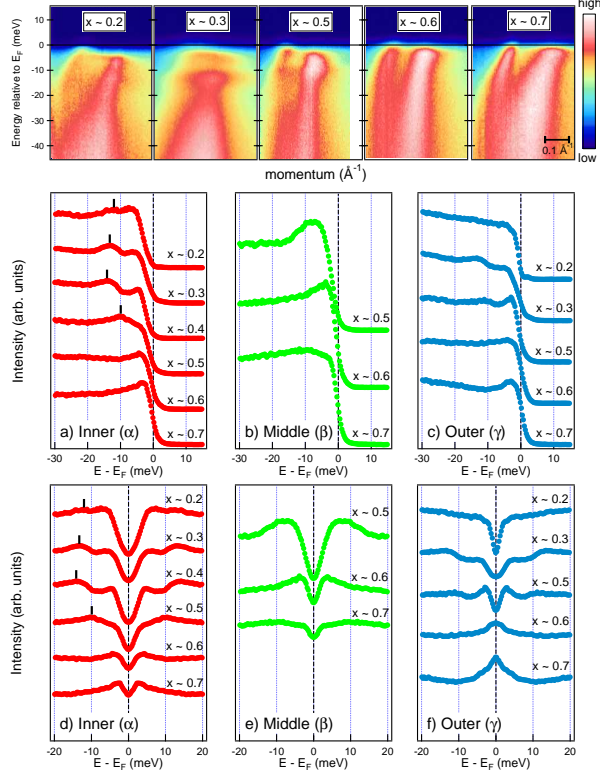 x ~ 0.2 x ~ 0.3 x ~ 0.5 x ~ 0.6 x ~ 0.7 high
Energy relative to E_F (meV)
10
0
-10
-20
-30
-40
0.1 Å⁻¹
low
momentum (Å⁻¹)
Intensity (arb. units)
x ~ 0.2
x ~ 0.3
x ~ 0.4
x ~ 0.5
x ~ 0.6
x ~ 0.7
a) Inner (α)
-30 -20 -10 0 10
E - E_F (meV)
x ~ 0.5
x ~ 0.6
x ~ 0.7
b) Middle (β)
-30 -20 -10 0 10
E - E_F (meV)
x ~ 0.2
x ~ 0.3
x ~ 0.5
x ~ 0.6
x ~ 0.7
c) Outer (γ)
-30 -20 -10 0 10
E - E_F (meV)
Intensity (arb. units)
x ~ 0.2
x ~ 0.3
x ~ 0.4
x ~ 0.5
x ~ 0.6
x ~ 0.7
d) Inner (α)
-20 -10 0 10 20
E - E_F (meV)
x ~ 0.5
x ~ 0.6
x ~ 0.7
e) Middle (β)
-20 -10 0 10 20
E - E_F (meV)
x ~ 0.2
x ~ 0.3
x ~ 0.5
x ~ 0.6
x ~ 0.7
f) Outer (γ)
-20 -10 0 10 20
E - E_F (meV)